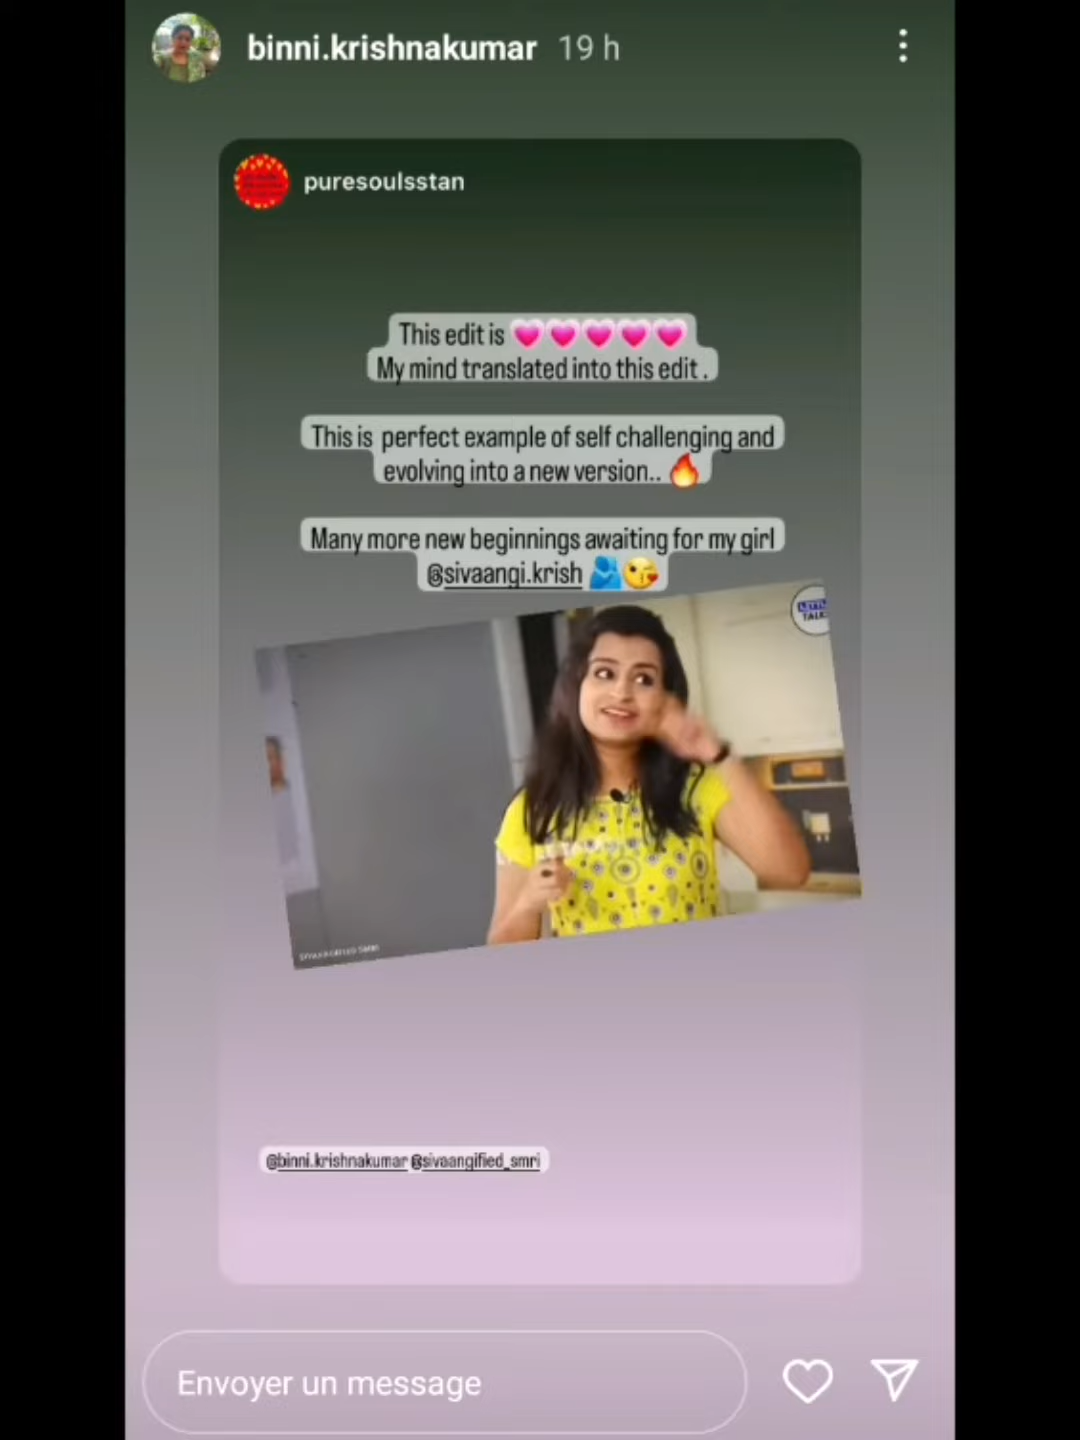 binni.krishnakumar 19 h
puresoulsstan
This edit is 💗💗💗💗💗
My mind translated into this edit .
This is perfect example of self challenging and
evolving into a new version.. 🔥
Many more new beginnings awaiting for my girl
@sivaangi.krish 🫂😘
LITTLE
TALKS
@binni.krishnakumar @sivaangified_smri
Envoyer un message